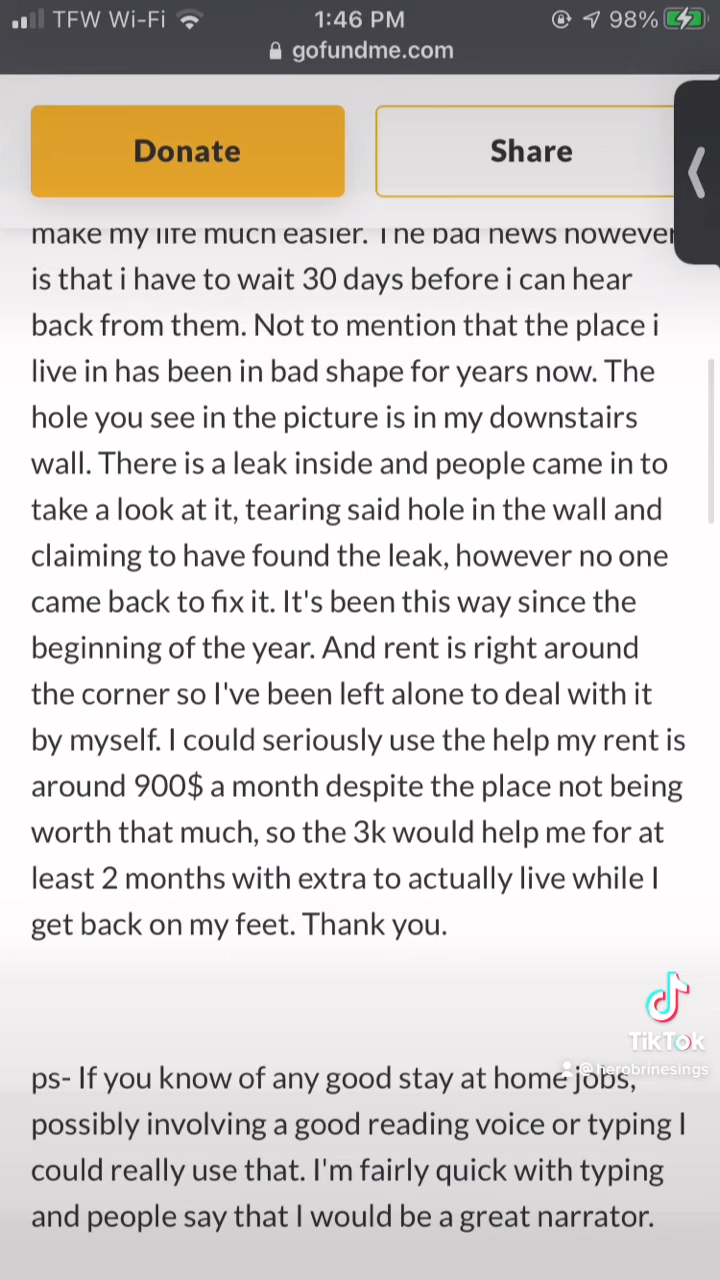 TFW Wi-Fi 1:46 PM 98%
gofundme.com
Donate Share
make my life much easier. The bad news however
is that i have to wait 30 days before i can hear
back from them. Not to mention that the place i
live in has been in bad shape for years now. The
hole you see in the picture is in my downstairs
wall. There is a leak inside and people came in to
take a look at it, tearing said hole in the wall and
claiming to have found the leak, however no one
came back to fix it. It's been this way since the
beginning of the year. And rent is right around
the corner so I've been left alone to deal with it
by myself. I could seriously use the help my rent is
around 900$ a month despite the place not being
worth that much, so the 3k would help me for at
least 2 months with extra to actually live while I
get back on my feet. Thank you.
TikTok
@herobrinesings
ps- If you know of any good stay at home jobs,
possibly involving a good reading voice or typing I
could really use that. I'm fairly quick with typing
and people say that I would be a great narrator.